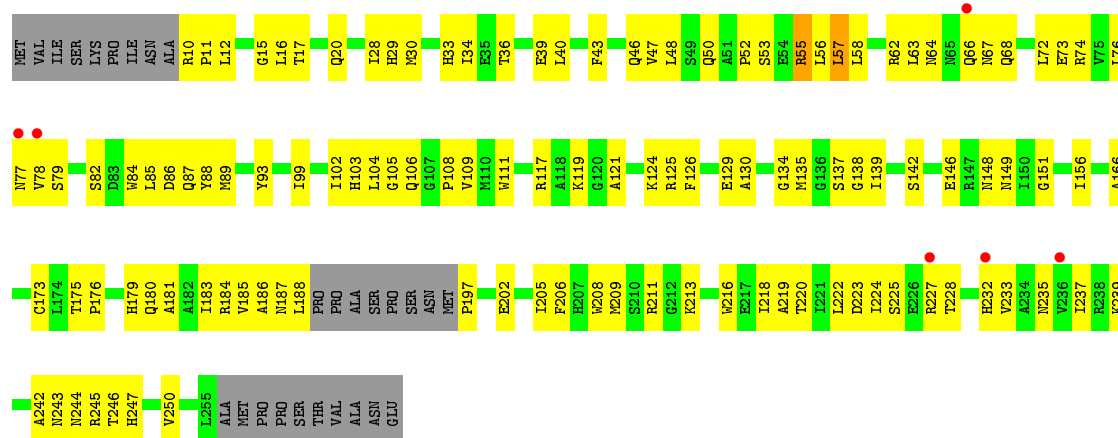 MET VAL ILE SER LYS PRO ILE ASN ALA R10 P11 L12 G15 L16 T17 Q20 I28 H29 M30 H33 I34 E35 T36 E39 L40 F43 Q46 V47 L48 S49 Q50 A51 P52 S53 E54 R55 L56 L57 L58 R62 L63 N64 N65 Q66 N67 Q68 L72 E73 R74 V75 L76
N77 V78 S79 S82 D83 W84 L85 D86 Q87 Y88 M89 Y93 I99 I102 H103 L104 G105 Q106 G107 P108 V109 M110 W111 R117 A118 K119 G120 A121 K124 R125 F126 E129 A130 G134 M135 G136 S137 G138 I139 S142 E146 R147 N148 N149 I150 G151 I156 A166
C173 L174 T175 P176 H179 Q180 A181 A182 I183 R184 V185 A186 N187 L188 PRO PRO ALA SER PRO SER ASN MET P197 E202 I205 F206 H207 W208 M209 S210 R211 G212 K213 W216 E217 I218 A219 T220 I221 L222 D223 I224 S225 E226 R227 T228 H232 V233 A234 N235 V236 I237 R238 K239
A242 N243 N244 R245 T246 H247 V250 L255 ALA MET PRO PRO SER THR VAL ALA ASN GLU